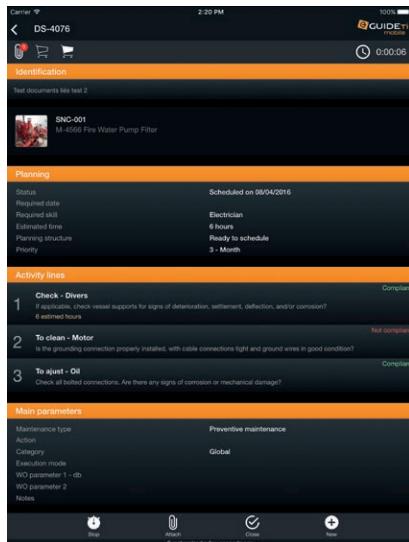 Carrier
2:20 PM
100%
DS-4076
GUIDETI
mobile
0:00:06
Identification
Test documents liés test 2
SNC-001
M-4566 Fire Water Pump Filter
Planning
Status Scheduled on 08/04/2016
Required date
Required skill Electrician
Estimated time 6 hours
Planning structure Ready to schedule
Priority 3 - Month
Activity lines
Complian
1 Check - Divers
If applicable, check vessel supports for signs of deterioration, settlement, deflection, and/or corrosion?
6 estimed hours
Not complian
2 To clean - Motor
Is the grounding connection properly installed, with cable connections tight and ground wires in good condition?
Complian
3 To ajust - Oil
Check all bolted connections. Are there any signs of corrosion or mechanical damage?
Main parameters
Maintenance type Preventive maintenance
Action
Category Global
Execution mode
WO parameter 1 - db
WO parameter 2
Notes
Stop Attach Close New